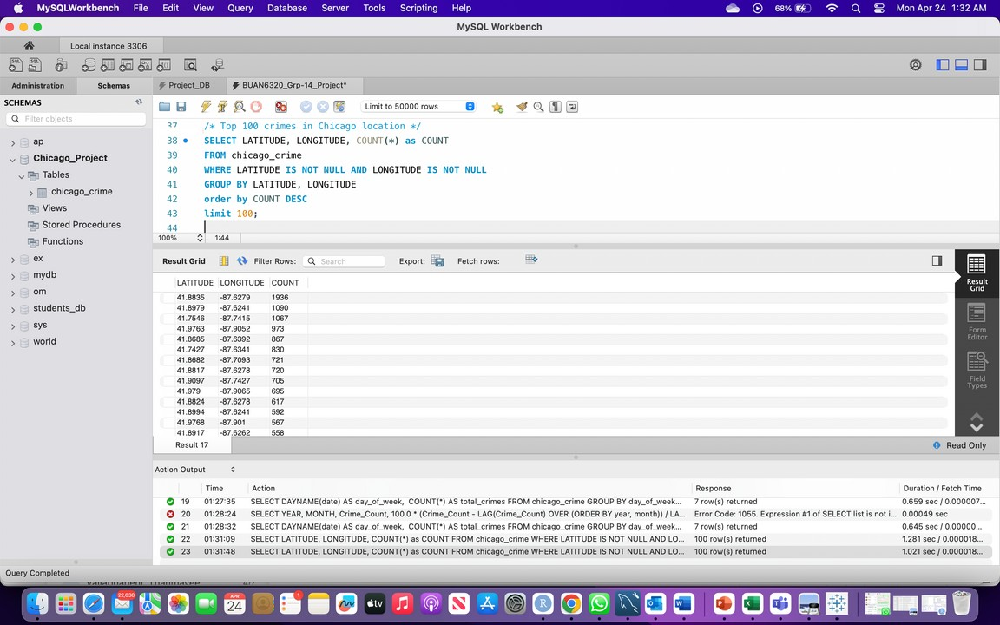 MySQLWorkbench File Edit View Query Database Server Tools Scripting Help 68% Mon Apr 24 1:32 AM
MySQL Workbench
Local instance 3306
Administration Schemas Project_DB BUAN6320_Grp-14_Project*
SCHEMAS
Filter objects
Limit to 50000 rows
ap
Chicago_Project
Tables
chicago_crime
Views
Stored Procedures
Functions
ex
mydb
om
students_db
sys
world
37 /* Top 100 crimes in Chicago location */
38 SELECT LATITUDE, LONGITUDE, COUNT(*) as COUNT
39 FROM chicago_crime
40 WHERE LATITUDE IS NOT NULL AND LONGITUDE IS NOT NULL
41 GROUP BY LATITUDE, LONGITUDE
42 order by COUNT DESC
43 limit 100;
44
100% 1:44
Result Grid Filter Rows: Search Export: Fetch rows:
LATITUDE LONGITUDE COUNT
41.8835 -87.6279 1936
41.8979 -87.6241 1090
41.7546 -87.7415 1067
41.9763 -87.9052 973
41.8685 -87.6392 867
41.7427 -87.6341 830
41.8682 -87.7093 721
41.8817 -87.6278 720
41.9097 -87.7427 705
41.979 -87.9065 695
41.8824 -87.6278 617
41.8994 -87.6241 592
41.9768 -87.901 567
41.8917 -87.6262 558
Result Grid
Form Editor
Field Types
Result 17 Read Only
Action Output
Time Action Response Duration / Fetch Time
19 01:27:35 SELECT DAYNAME(date) AS day_of_week, COUNT(*) AS total_crimes FROM chicago_crime GROUP BY day_of_week... 7 row(s) returned 0.659 sec / 0.000007...
20 01:28:24 SELECT YEAR, MONTH, Crime_Count, 100.0 * (Crime_Count - LAG(Crime_Count) OVER (ORDER BY year, month)) / LA... Error Code: 1055. Expression #1 of SELECT list is not i... 0.00049 sec
21 01:28:32 SELECT DAYNAME(date) AS day_of_week, COUNT(*) AS total_crimes FROM chicago_crime GROUP BY day_of_week... 7 row(s) returned 0.645 sec / 0.00000...
22 01:31:09 SELECT LATITUDE, LONGITUDE, COUNT(*) as COUNT FROM chicago_crime WHERE LATITUDE IS NOT NULL AND LO... 100 row(s) returned 1.281 sec / 0.000018...
23 01:31:48 SELECT LATITUDE, LONGITUDE, COUNT(*) as COUNT FROM chicago_crime WHERE LATITUDE IS NOT NULL AND LO... 100 row(s) returned 1.021 sec / 0.000018...
Query Completed
22,638
APR
24
1